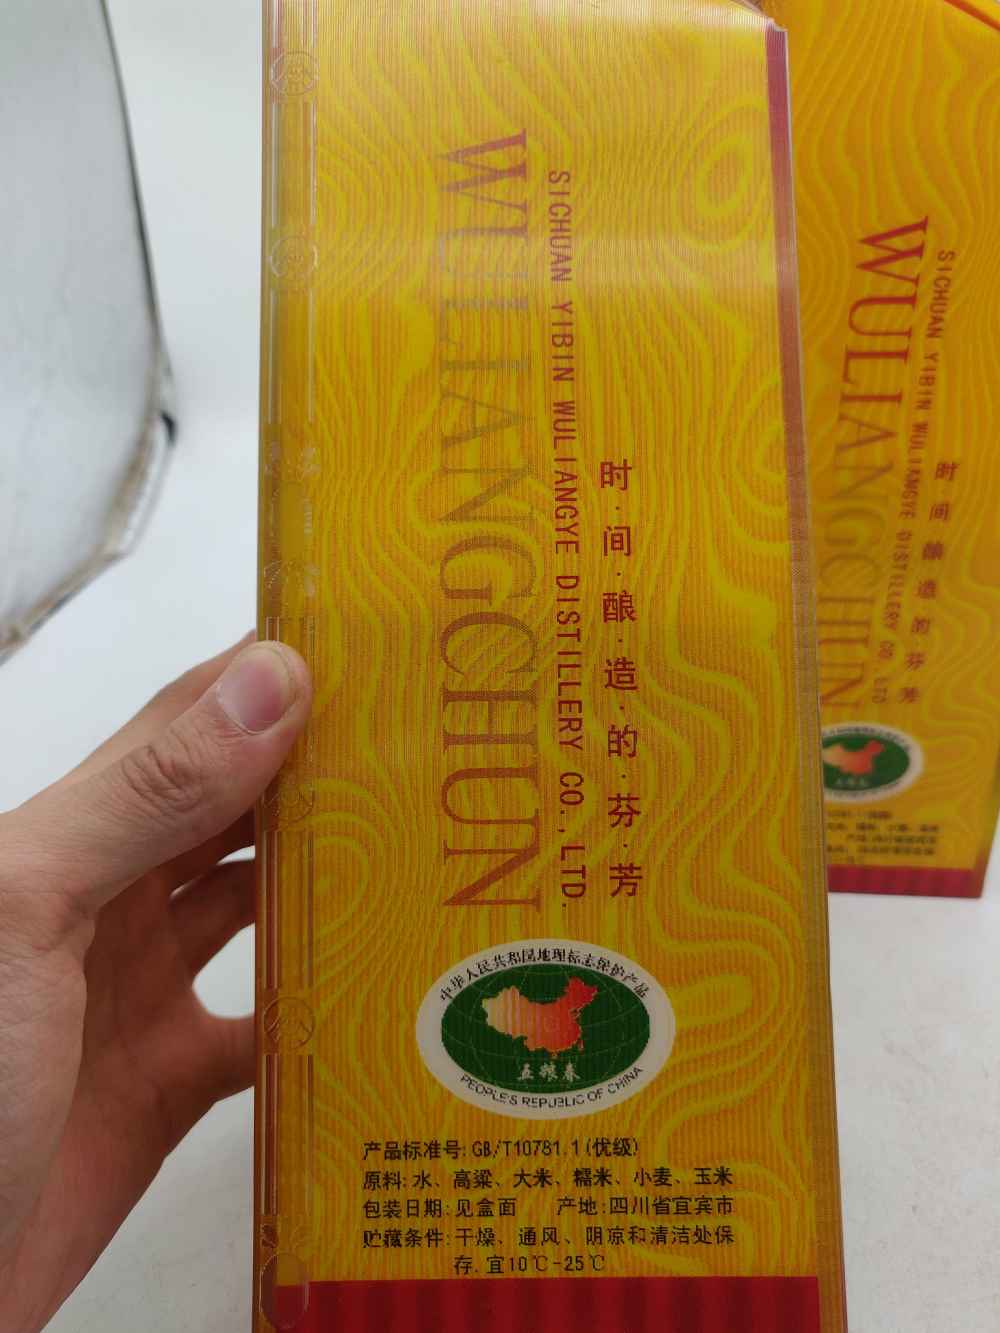 WULIANGCHUN
SICHUAN YIBIN WULIANGYE DISTILLERY CO.,LTD.
时·间·酿·造·的·芬·芳
中华人民共和国地理标志保护产品
五粮春
PEOPLE'S REPUBLIC OF CHINA
产品标准号:GB/T10781.1(优级)
原料:水、高粱、大米、糯米、小麦、玉米
包装日期:见盒面 产地:四川省宜宾市
贮藏条件:干燥、通风、阴凉和清洁处保
存.宜10℃-25℃
WULIANGCHUN
SICHUAN YIBIN WULIANGYE DISTILLERY CO.,LTD
时间酿造的芬芳